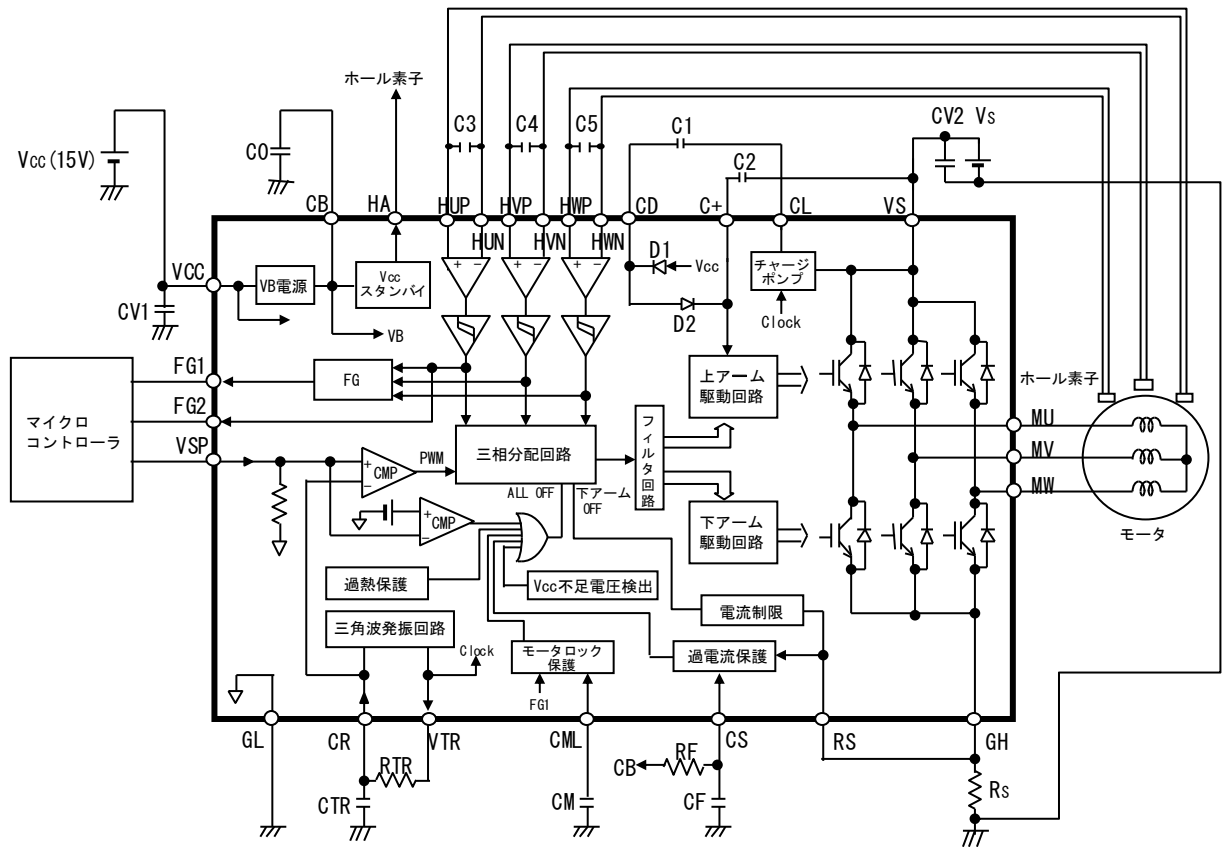 ホール素子
C3
C4
C5
C1
CV2
VS
Vcc(15V)
C0
C2
CB
HA
HUP
HVP
HWP
CD
C+
CL
VS
HUN
HVN
HWN
D1
VCC
VB電源
Vcc
スタンバイ
+ −
+ −
+ −
Vcc
チャージ
ポンプ
CV1
VB
D2
Clock
FG1
FG
上アーム
駆動回路
ホール素子
FG2
マイクロ
コントローラ
VSP
MU
+
−
CMP
PWM
三相分配回路
フィルタ回路
MV
ALL OFF
下アーム
OFF
MW
+
−
CMP
下アーム
駆動回路
モータ
過熱保護
Vcc不足電圧検出
電流制限
三角波発振回路
Clock
モータロック
保護
過電流保護
FG1
GL
CR
VTR
CML
CS
RS
GH
RTR
CB
RF
RS
CTR
CM
CF